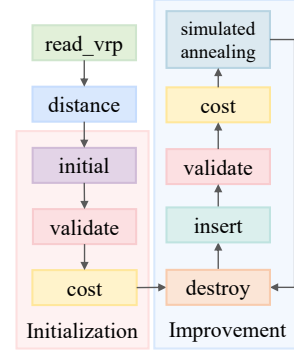 read_vrp
distance
initial
validate
cost
Initialization
simulated
annealing
cost
validate
insert
destroy
Improvement